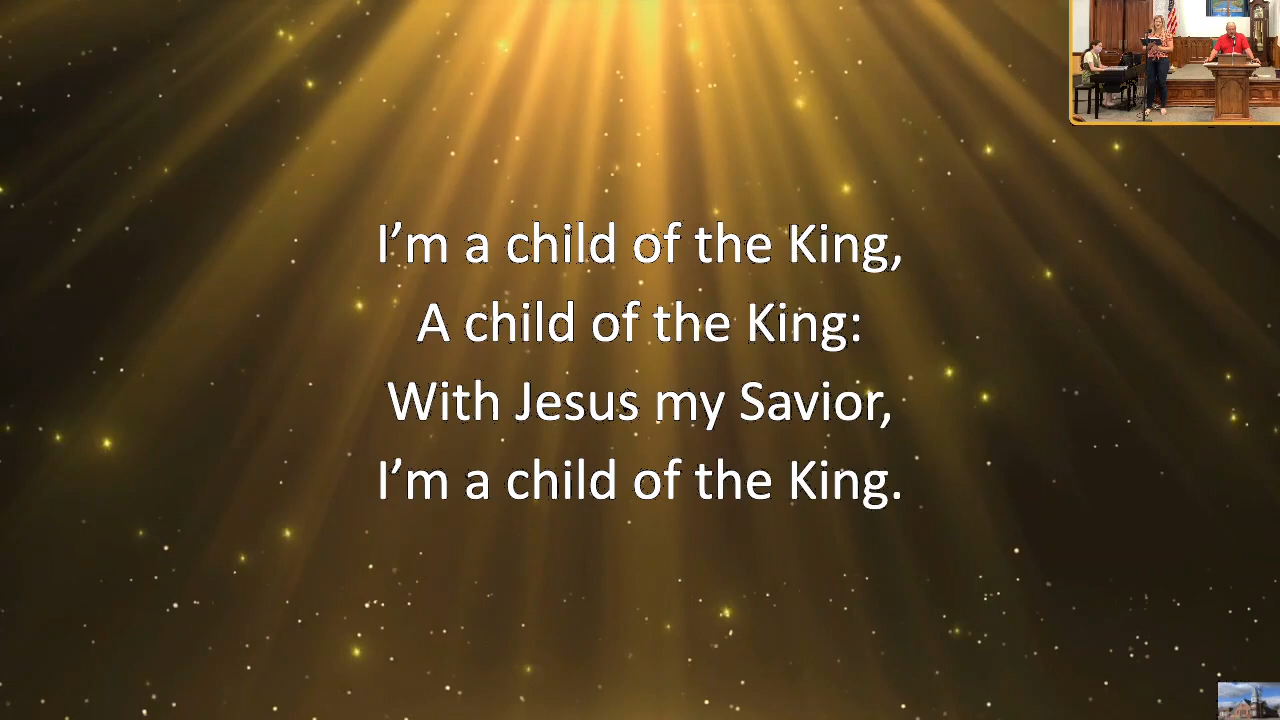 I’m a child of the King,
A child of the King:
With Jesus my Savior,
I’m a child of the King.